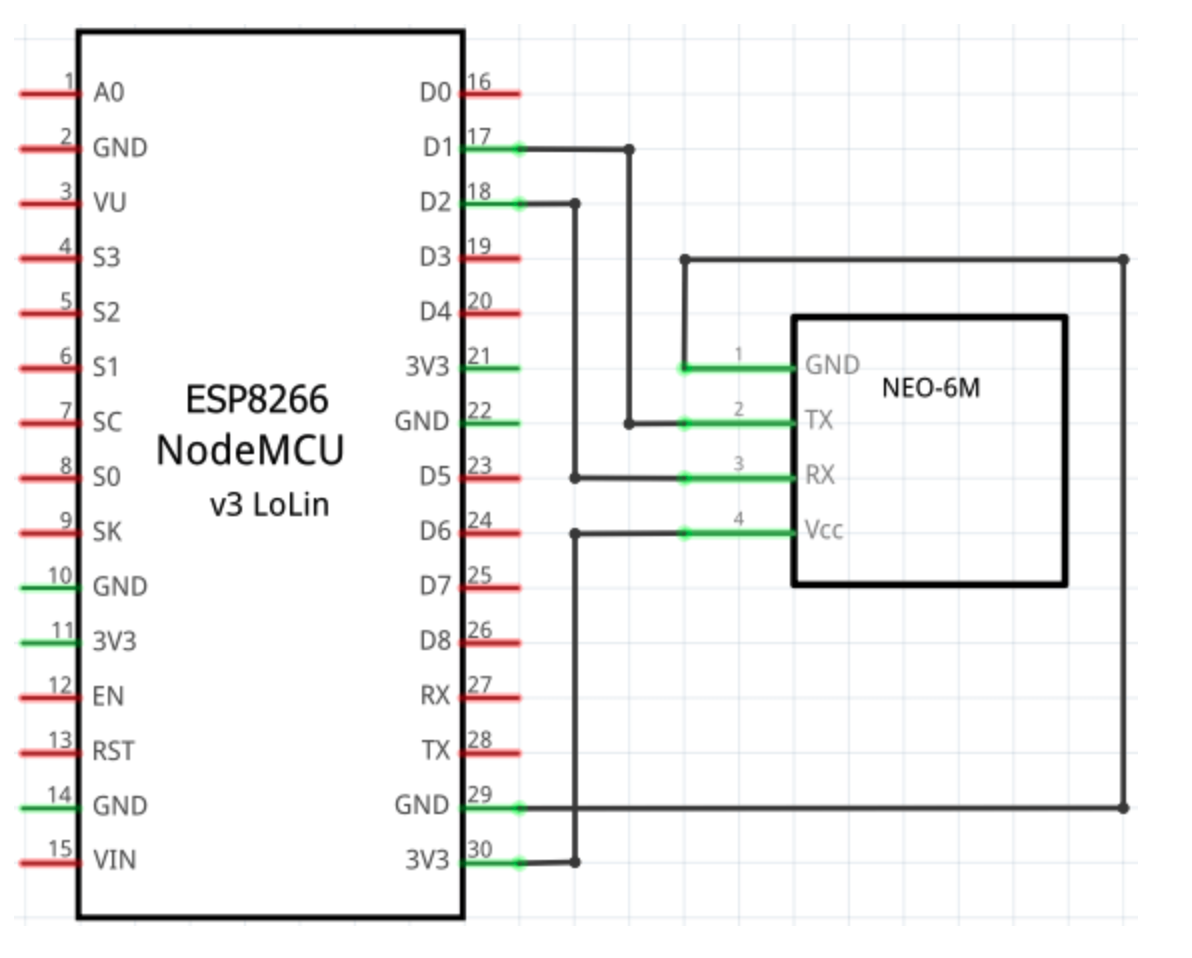 1 A0
2 GND
3 VU
4 S3
5 S2
6 S1
7 SC
8 S0
9 SK
10 GND
11 3V3
12 EN
13 RST
14 GND
15 VIN
ESP8266
NodeMCU
v3 LoLin
D0 16
D1 17
D2 18
D3 19
D4 20
3V3 21
GND 22
D5 23
D6 24
D7 25
D8 26
RX 27
TX 28
GND 29
3V3 30
1 GND
2 TX
3 RX
4 Vcc
NEO-6M